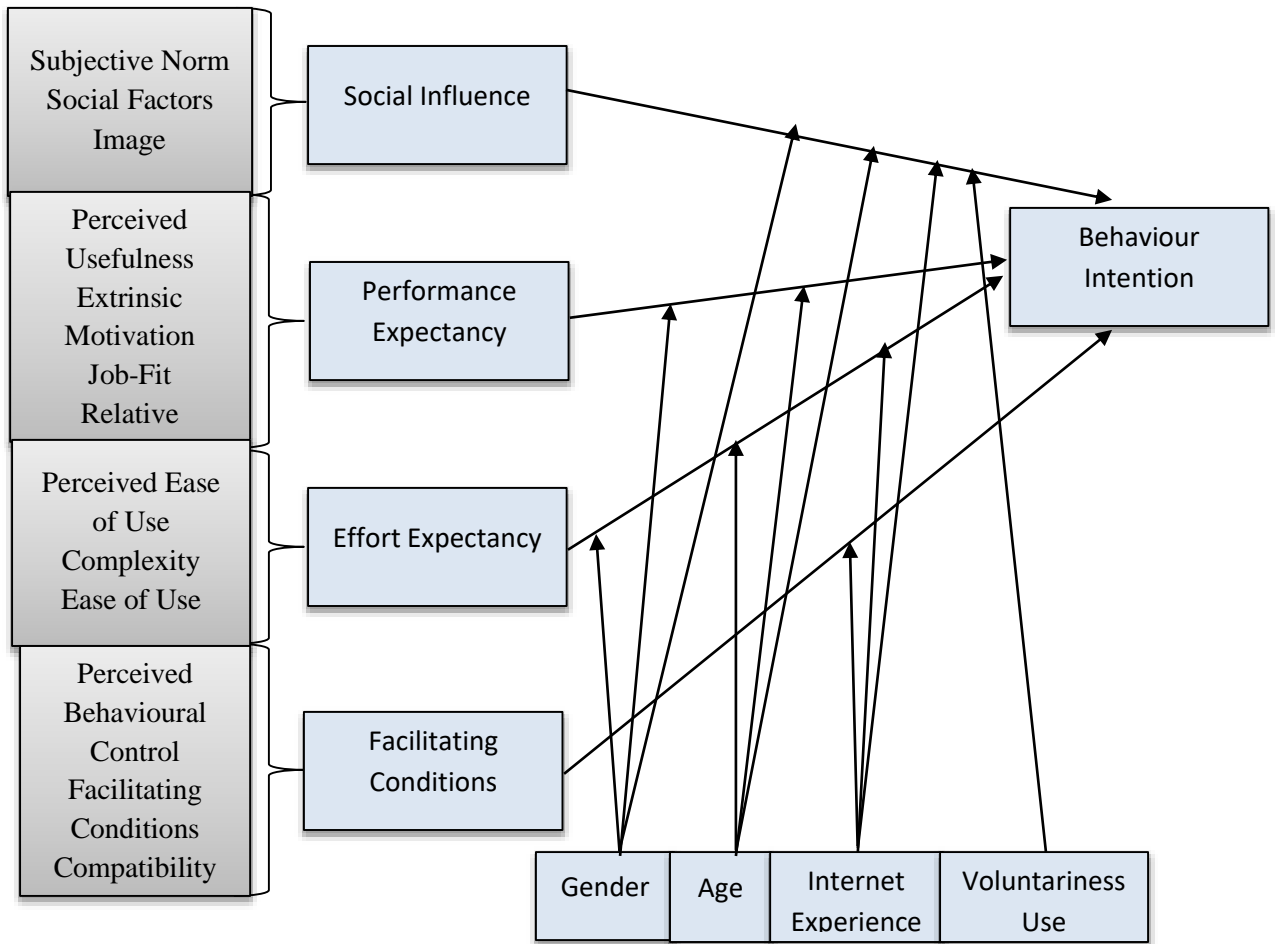 Subjective Norm
Social Factors
Image
Social Influence
Perceived
Usefulness
Extrinsic
Motivation
Job-Fit
Relative
Performance
Expectancy
Behaviour
Intention
Perceived Ease
of Use
Complexity
Ease of Use
Effort Expectancy
Perceived
Behavioural
Control
Facilitating
Conditions
Compatibility
Facilitating
Conditions
Gender
Age
Internet
Experience
Voluntariness
Use